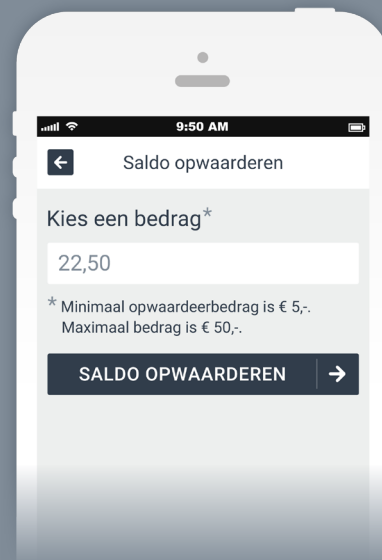 9:50 AM
Saldo opwaarderen
Kies een bedrag*
22,50
* Minimaal opwaardeerbedrag is € 5,-.
Maximaal bedrag is € 50,-.
SALDO OPWAARDEREN